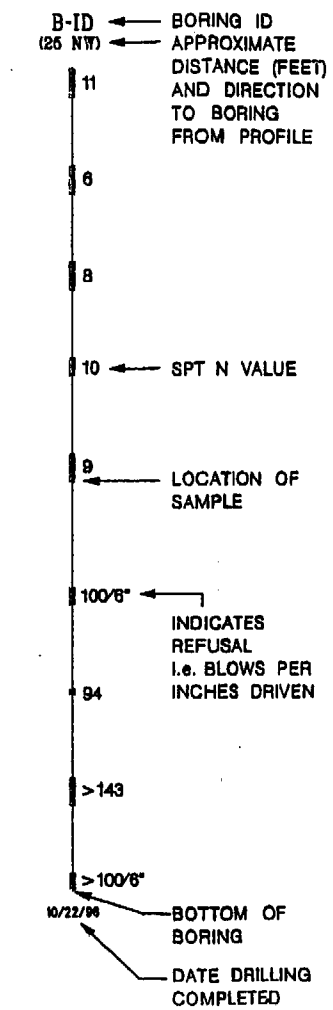 B-ID BORING ID
(25 NW) APPROXIMATE
DISTANCE (FEET)
AND DIRECTION
TO BORING
FROM PROFILE
11
6
8
10 SPT N VALUE
9
LOCATION OF
SAMPLE
100/6"
INDICATES
REFUSAL
i.e. BLOWS PER
INCHES DRIVEN
94
>143
>100/6"
10/22/96
BOTTOM OF
BORING
DATE DRILLING
COMPLETED